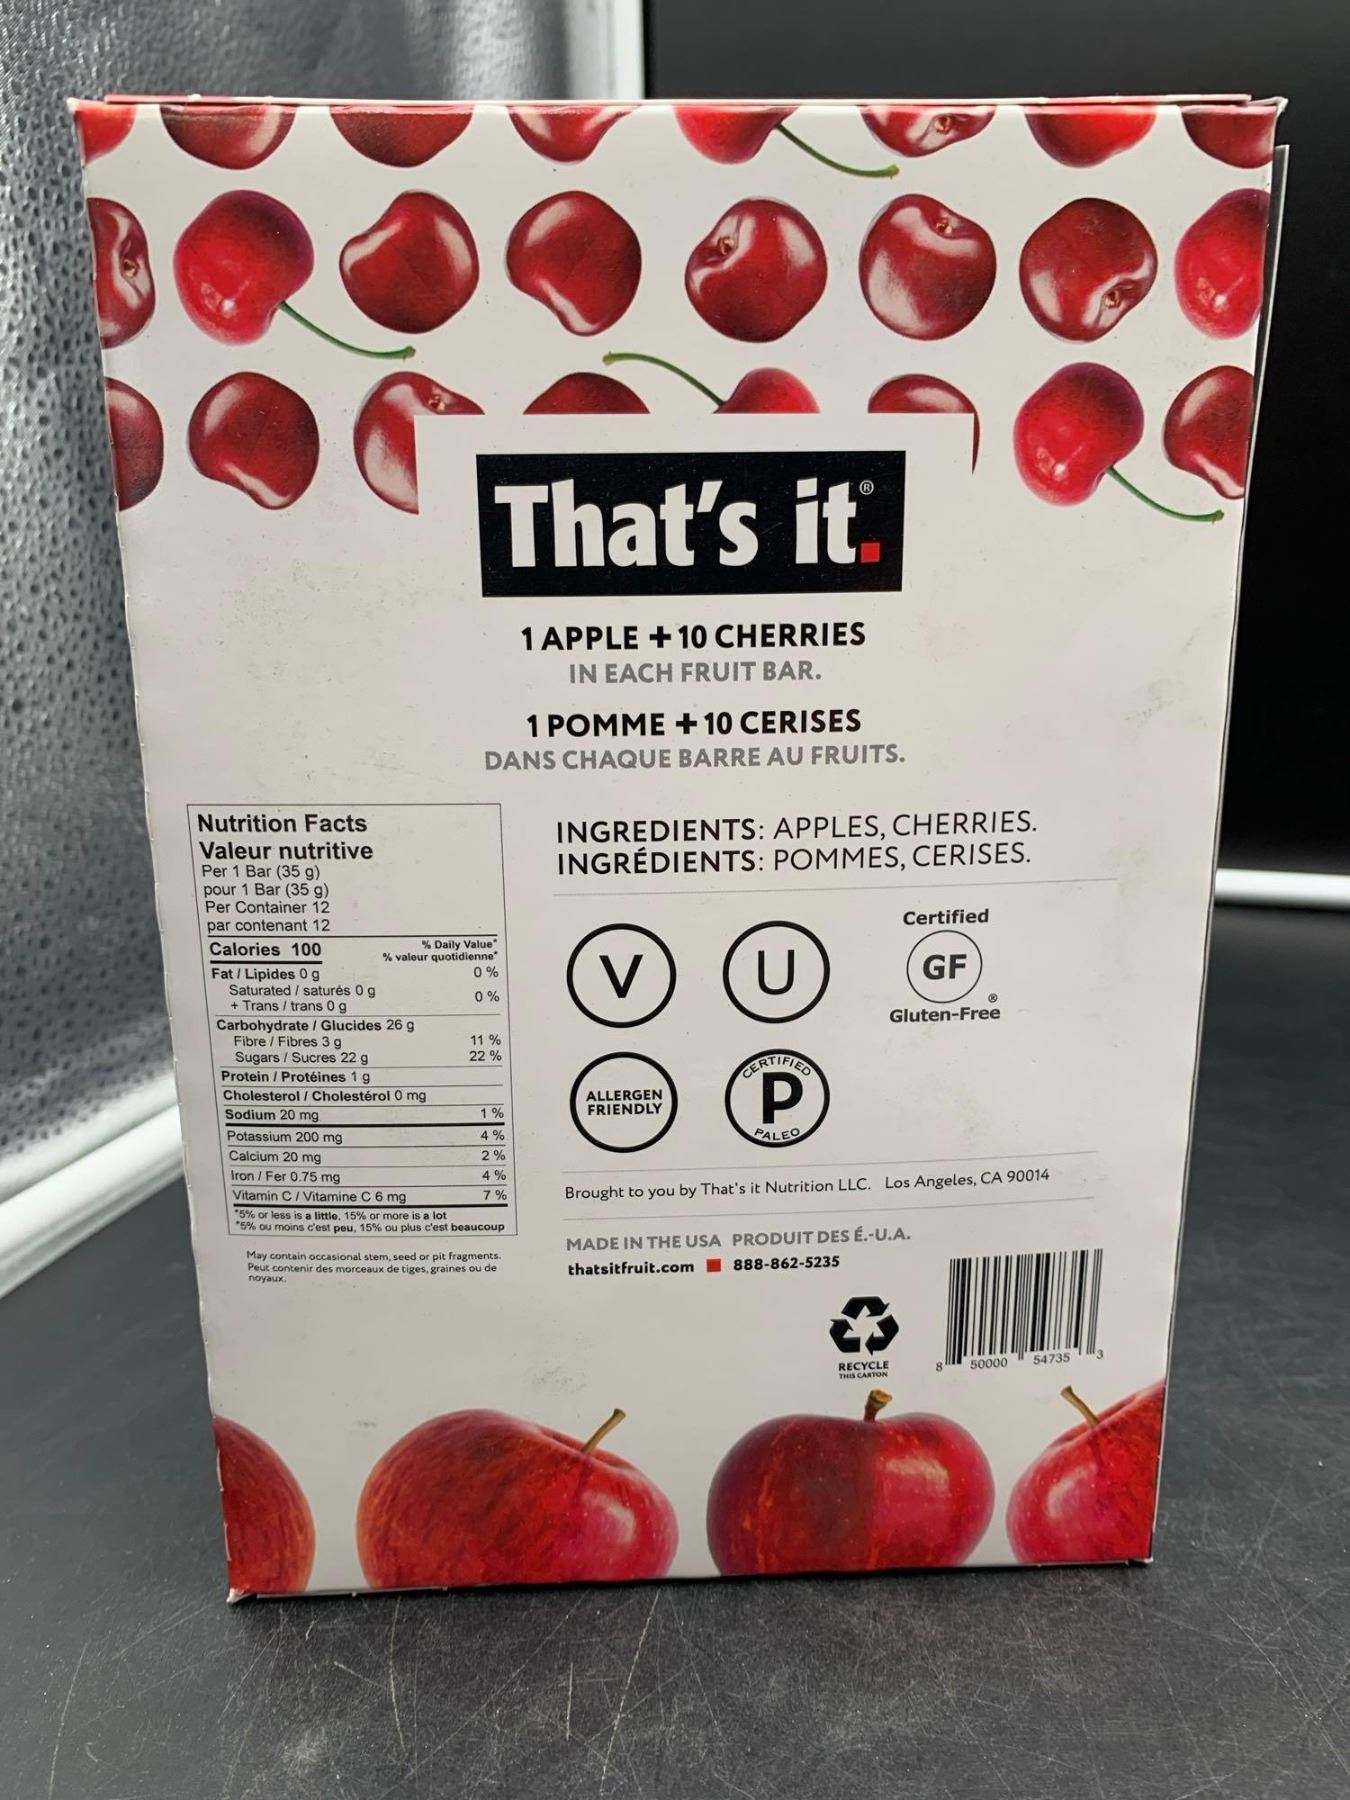 That's it.®
1 APPLE + 10 CHERRIES
IN EACH FRUIT BAR.
1 POMME + 10 CERISES
DANS CHAQUE BARRE AU FRUITS.
Nutrition Facts
Valeur nutritive
Per 1 Bar (35 g)
pour 1 Bar (35 g)
Per Container 12
par contenant 12
Calories 100
% Daily Value*
% valeur quotidienne*
Fat / Lipides 0 g 0 %
Saturated / saturés 0 g
+ Trans / trans 0 g 0 %
Carbohydrate / Glucides 26 g
Fibre / Fibres 3 g 11 %
Sugars / Sucres 22 g 22 %
Protein / Protéines 1 g
Cholesterol / Cholestérol 0 mg
Sodium 20 mg 1 %
Potassium 200 mg 4 %
Calcium 20 mg 2 %
Iron / Fer 0.75 mg 4 %
Vitamin C / Vitamine C 6 mg 7 %
*5% or less is a little, 15% or more is a lot
*5% ou moins c'est peu, 15% ou plus c'est beaucoup
May contain occasional stem, seed or pit fragments.
Peut contenir des morceaux de tiges, graines ou de
noyaux.
INGREDIENTS: APPLES, CHERRIES.
INGRÉDIENTS: POMMES, CERISES.
V
U
Certified
GF
®
Gluten-Free
ALLERGEN
FRIENDLY
CERTIFIED
P
PALEO
Brought to you by That's it Nutrition LLC. Los Angeles, CA 90014
MADE IN THE USA PRODUIT DES É.-U.A.
thatsitfruit.com 888-862-5235
RECYCLE
THIS CARTON
8 50000 54735 3